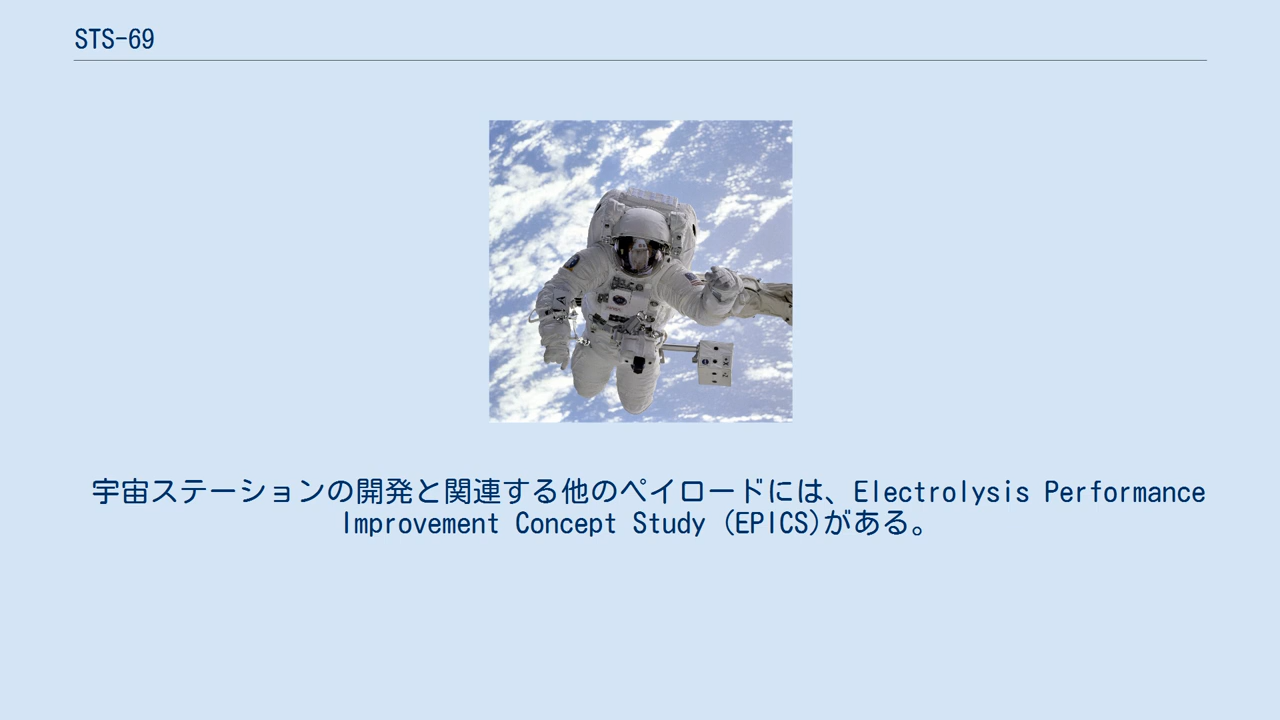 STS-69
宇宙ステーションの開発と関連する他のペイロードには、Electrolysis Performance
Improvement Concept Study (EPICS)がある。